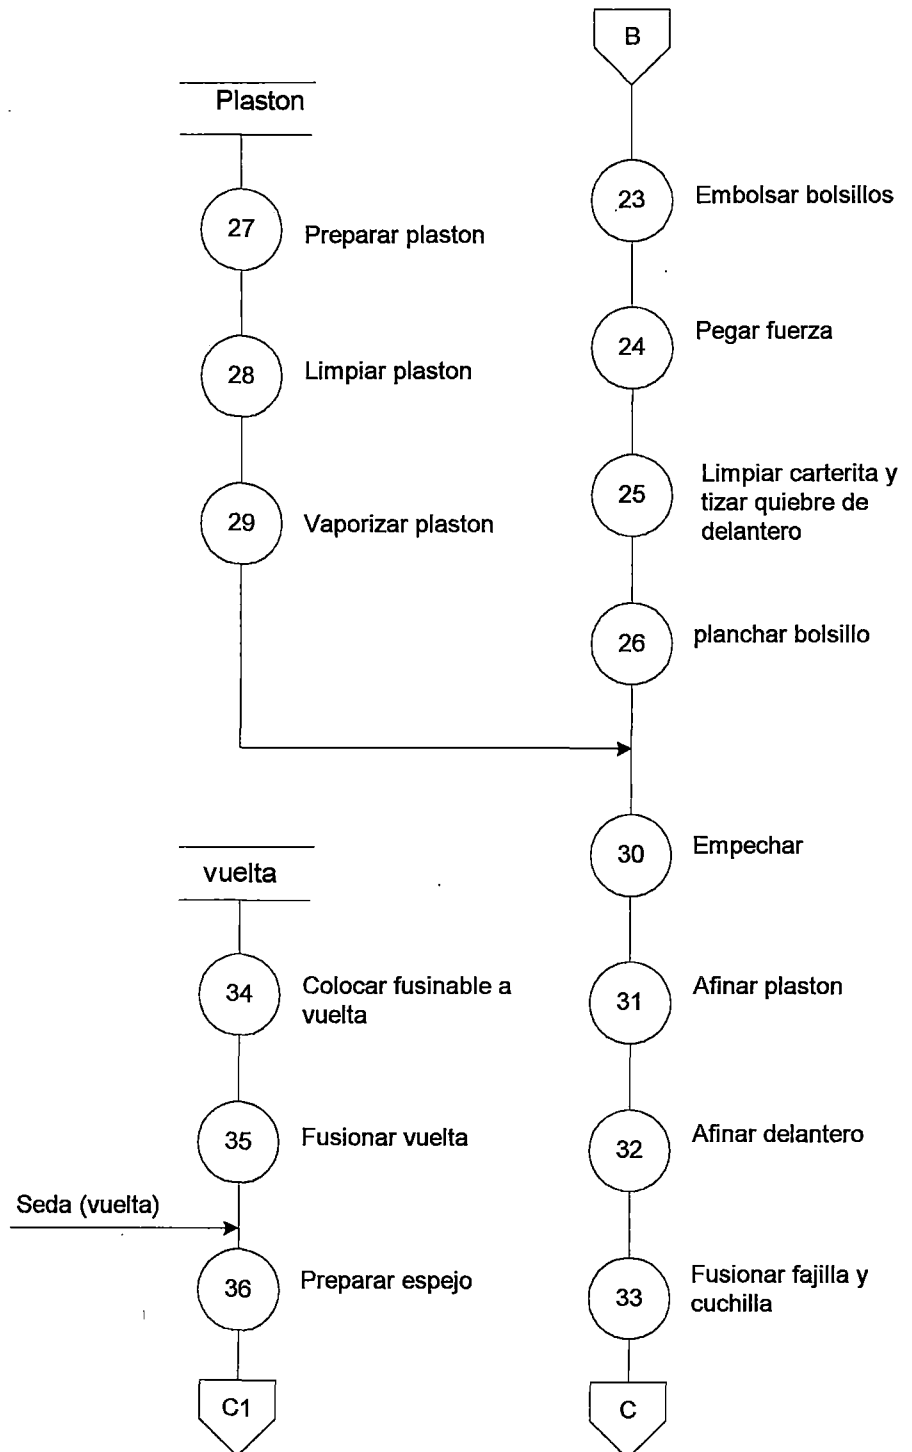 B
Plaston
23
Embolsar bolsillos
27
Preparar plaston
24
Pegar fuerza
28
Limpiar plaston
25
Limpiar carterita y
tizar quiebre de
delantero
29
Vaporizar plaston
26
planchar bolsillo
30
Empechar
vuelta
34
Colocar fusinable a
vuelta
31
Afinar plaston
35
Fusionar vuelta
32
Afinar delantero
Seda (vuelta)
36
Preparar espejo
33
Fusionar fajilla y
cuchilla
C1
C